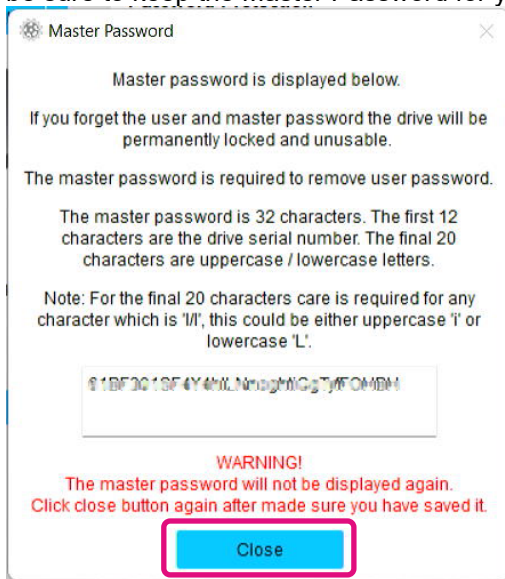 Master Password
Master password is displayed below.
If you forget the user and master password the drive will be
permanently locked and unusable.
The master password is required to remove user password.
The master password is 32 characters. The first 12
characters are the drive serial number. The final 20
characters are uppercase / lowercase letters.
Note: For the final 20 characters care is required for any
character which is 'I/l', this could be either uppercase 'i' or
lowercase 'L'.
WARNING!
The master password will not be displayed again.
Click close button again after made sure you have saved it.
Close